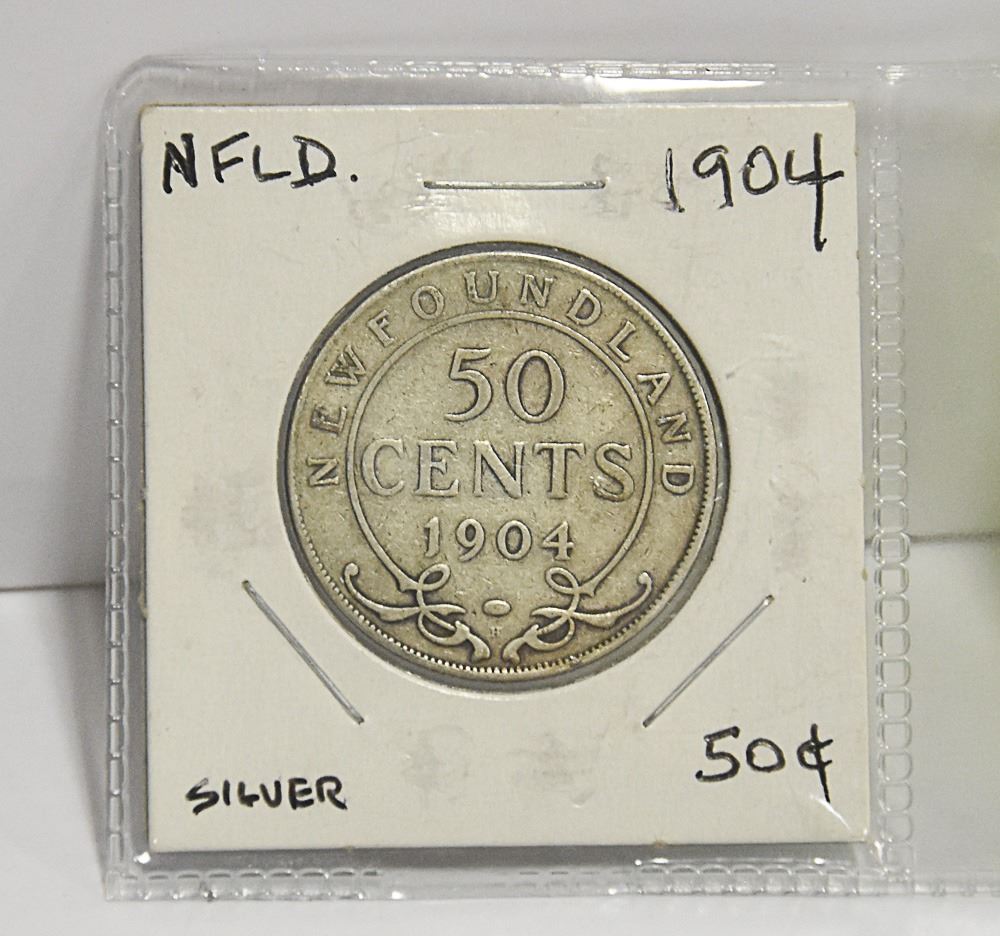 NFLD. 1904
NEWFOUNDLAND
50
CENTS
1904
H
SILVER 50¢